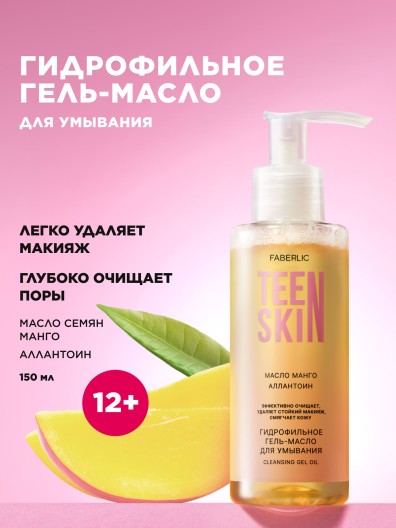 ГИДРОФИЛЬНОЕ
ГЕЛЬ-МАСЛО
ДЛЯ УМЫВАНИЯ
ЛЕГКО УДАЛЯЕТ
МАКИЯЖ
ГЛУБОКО ОЧИЩАЕТ
ПОРЫ
МАСЛО СЕМЯН
МАНГО
АЛЛАНТОИН
150 МЛ
12+
FABERLIC
TEEN
SKIN
МАСЛО МАНГО
АЛЛАНТОИН
ЭФФЕКТИВНО ОЧИЩАЕТ,
УДАЛЯЕТ СТОЙКИЙ МАКИЯЖ,
СМЯГЧАЕТ КОЖУ
ГИДРОФИЛЬНОЕ
ГЕЛЬ-МАСЛО
ДЛЯ УМЫВАНИЯ
CLEANSING GEL OIL